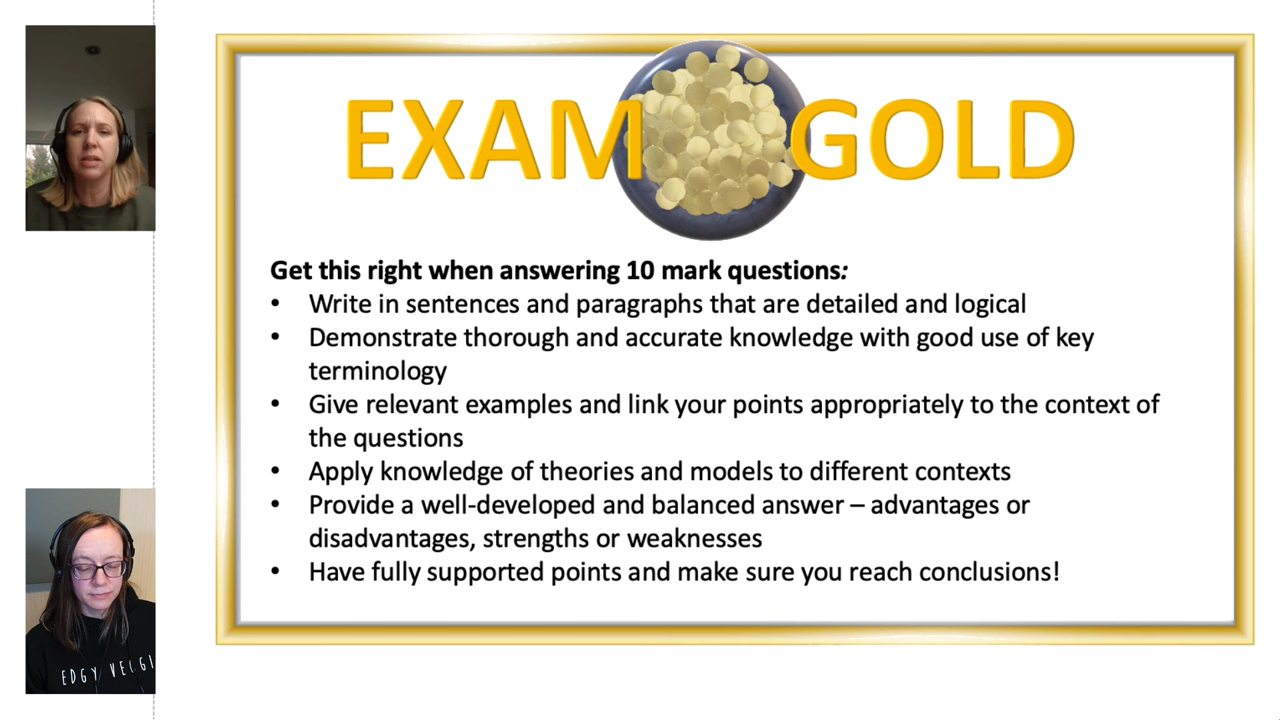 EXAM GOLD
Get this right when answering 10 mark questions:
• Write in sentences and paragraphs that are detailed and logical
• Demonstrate thorough and accurate knowledge with good use of key
terminology
• Give relevant examples and link your points appropriately to the context of
the questions
• Apply knowledge of theories and models to different contexts
• Provide a well-developed and balanced answer – advantages or
disadvantages, strengths or weaknesses
• Have fully supported points and make sure you reach conclusions!
EDGY